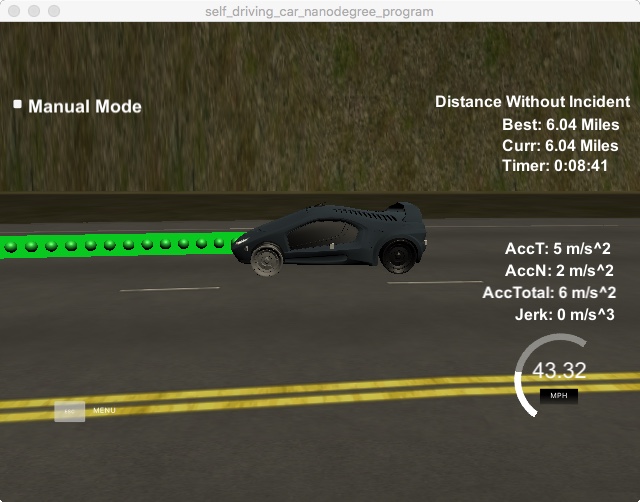 self_driving_car_nanodegree_program
Manual Mode
Distance Without Incident
Best: 6.04 Miles
Curr: 6.04 Miles
Timer: 0:08:41
AccT: 5 m/s^2
AccN: 2 m/s^2
AccTotal: 6 m/s^2
Jerk: 0 m/s^3
43.32
MPH
ESC MENU